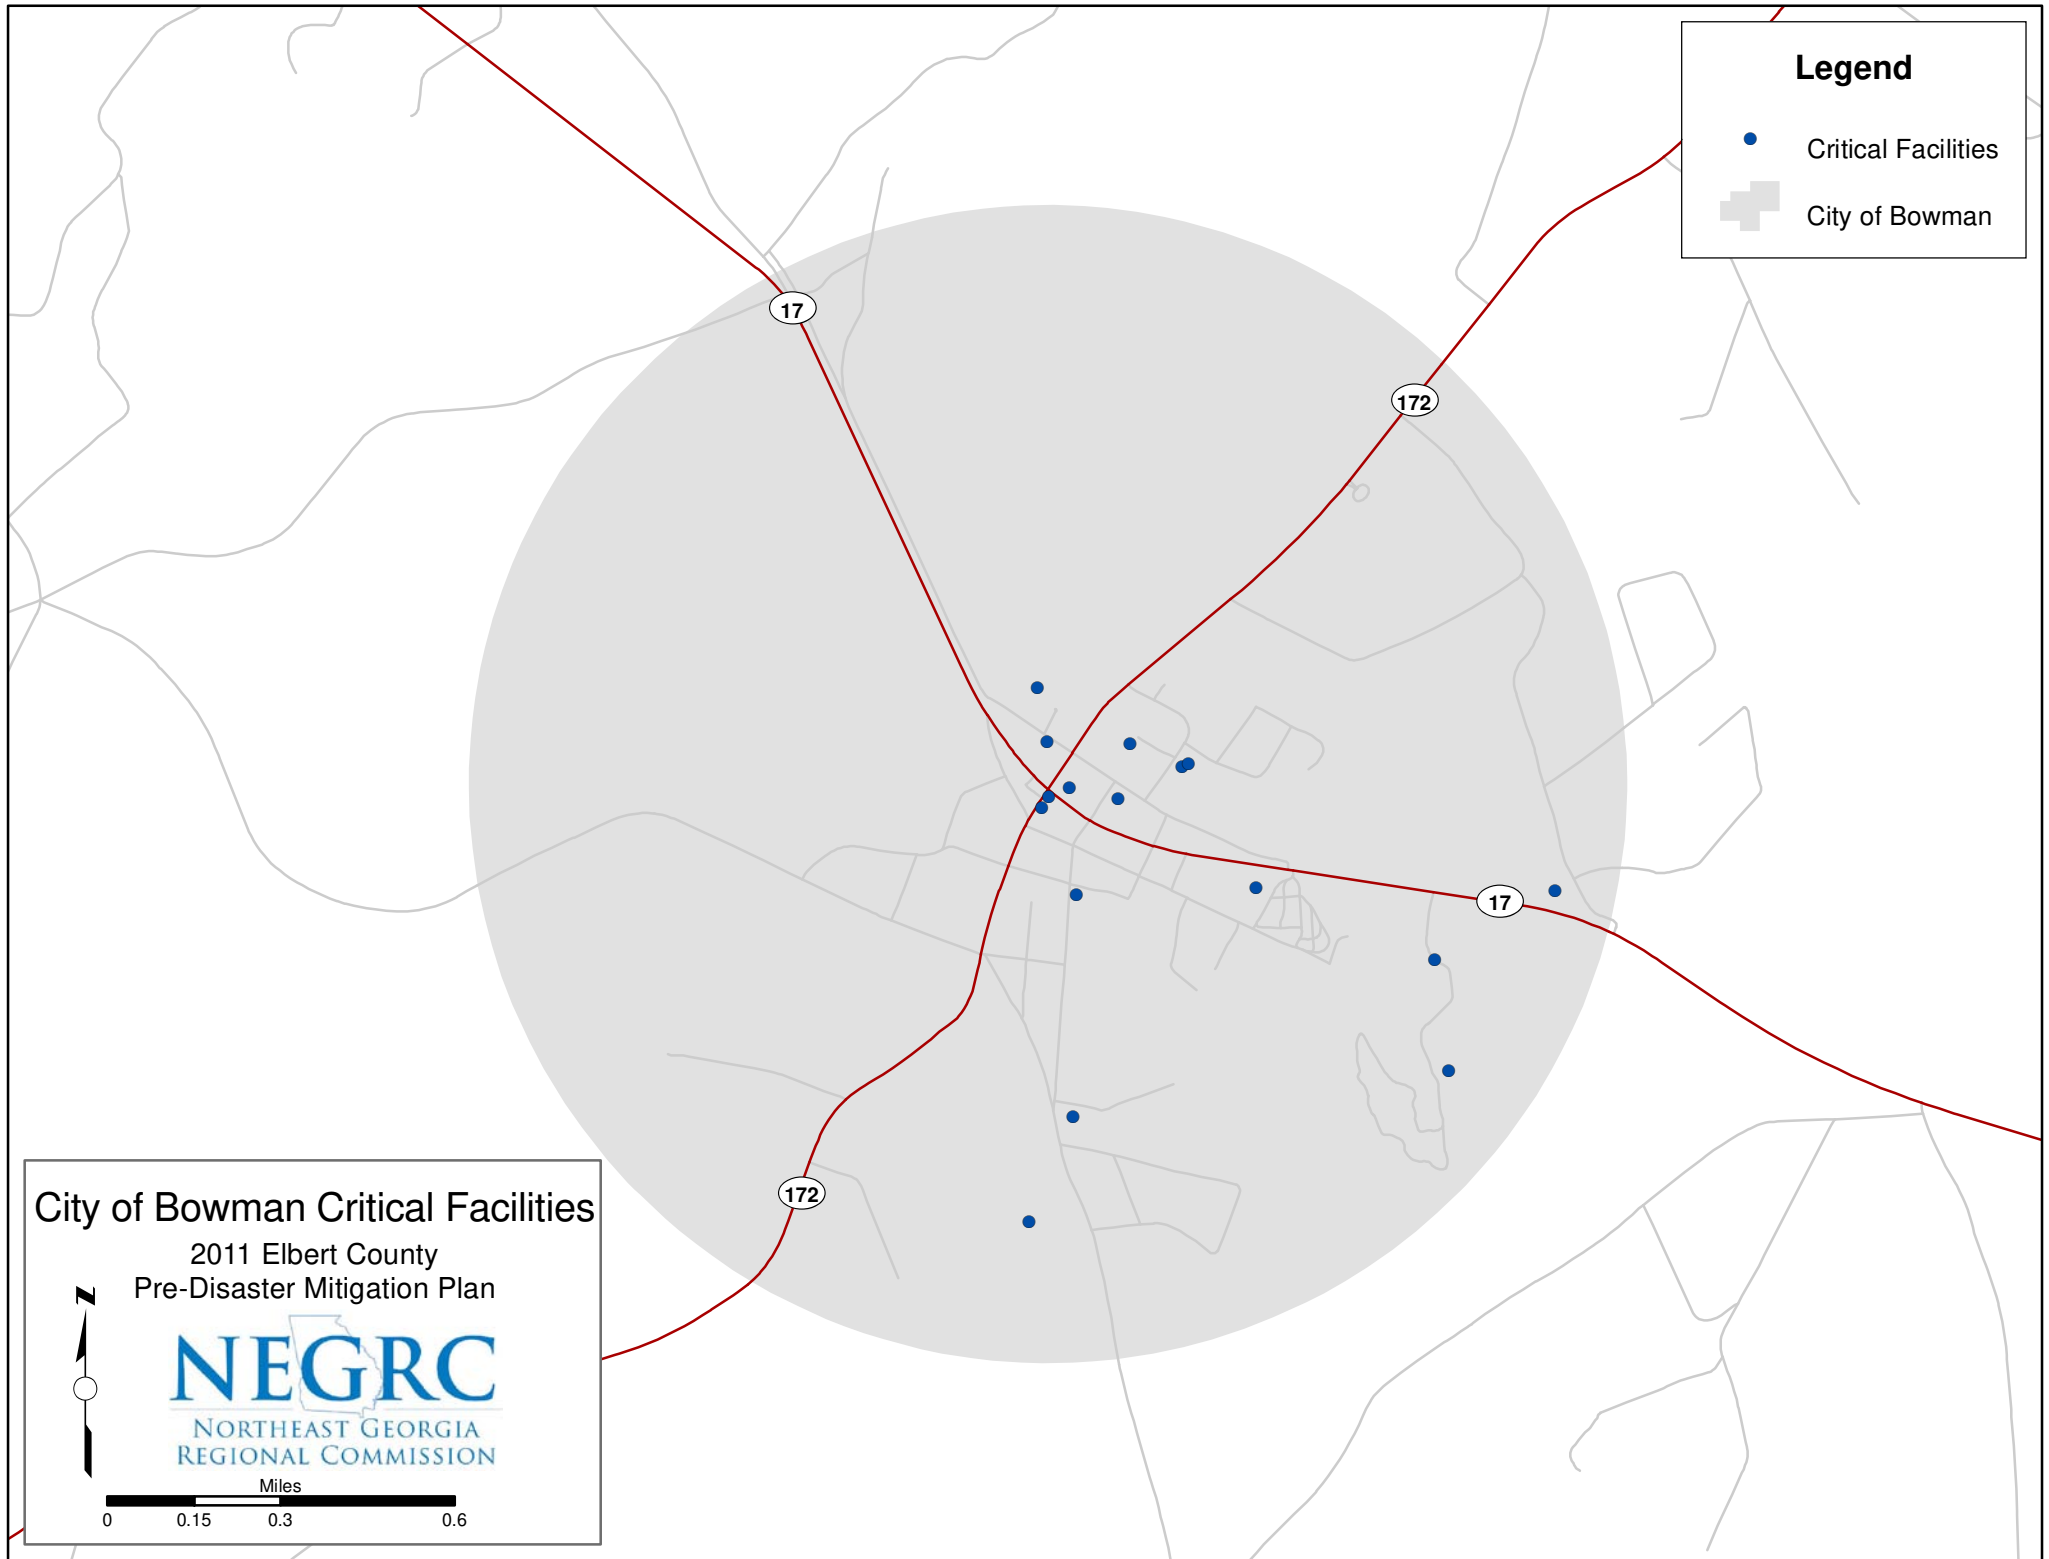 Legend
Critical Facilities
City of Bowman
17
172
17
172
City of Bowman Critical Facilities
2011 Elbert County
Pre-Disaster Mitigation Plan
N
NEGRC
NORTHEAST GEORGIA
REGIONAL COMMISSION
Miles
0 0.15 0.3 0.6